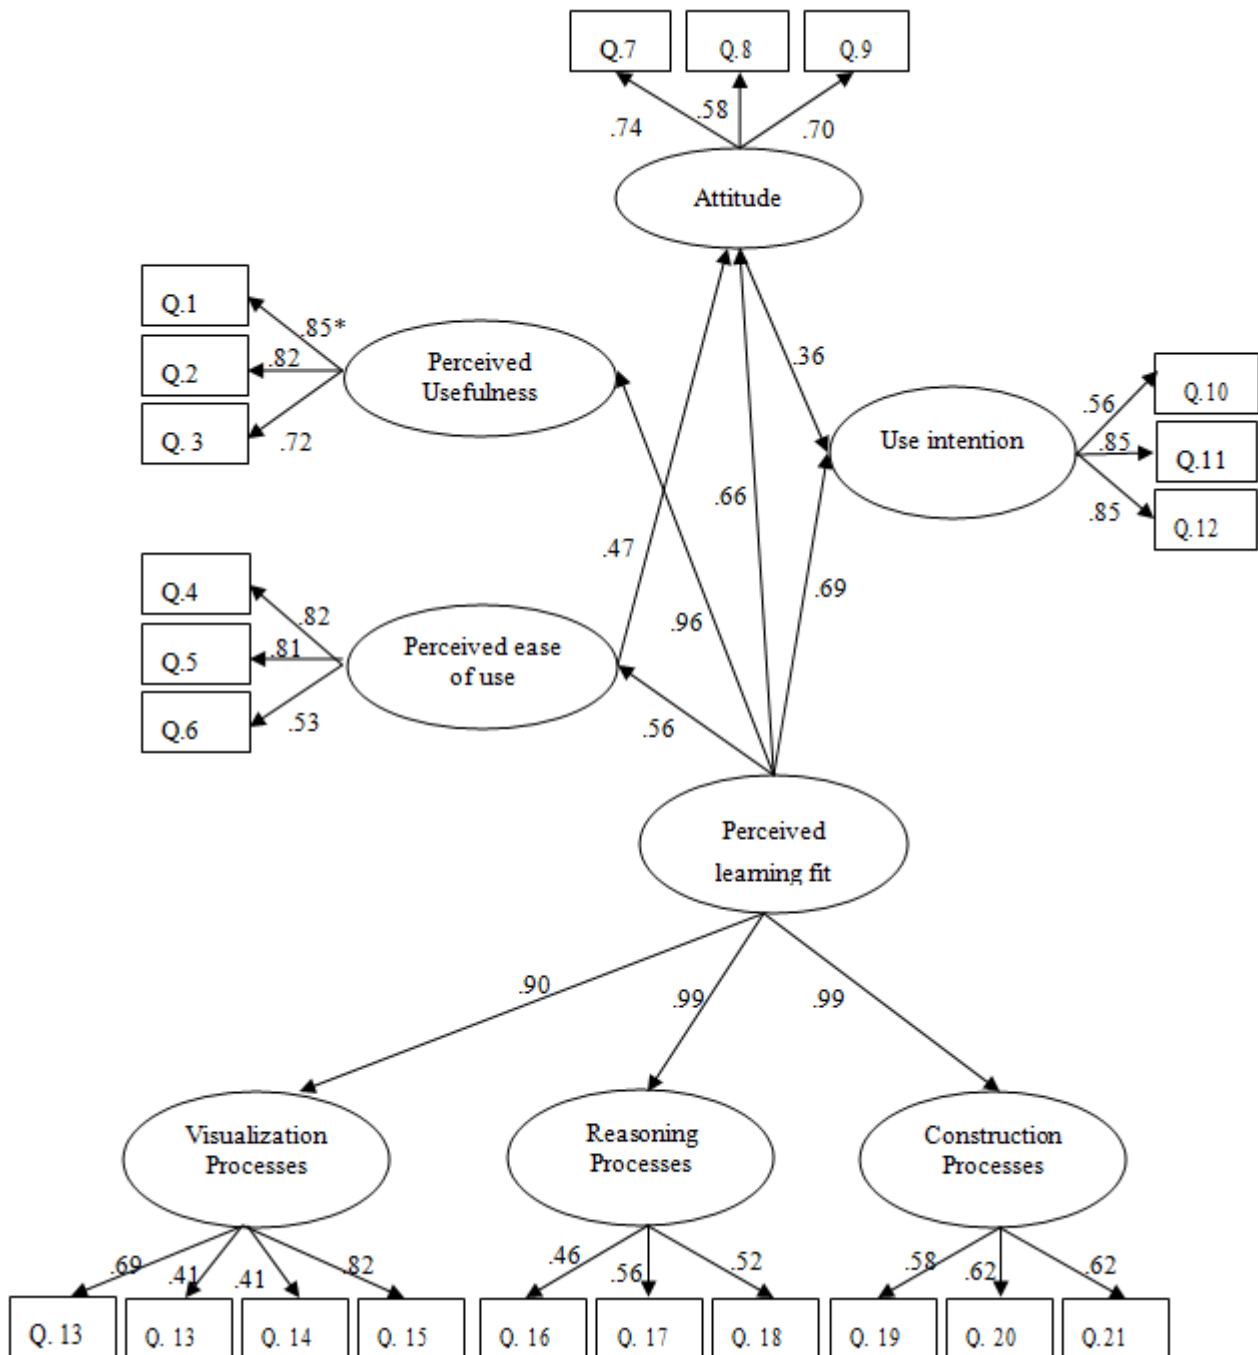 Q.7 Q.8 Q.9
.74 .58 .70
Attitude
Q.1
Q.2
Q. 3
.85*
.82
.72
Perceived
Usefulness
.36
Use intention
.56
.85
.85
Q.10
Q.11
Q.12
Q.4
Q.5
Q.6
.82
.81
.53
Perceived ease
of use
.47
.66
.96
.69
.56
Perceived
learning fit
.90 .99 .99
Visualization
Processes
Reasoning
Processes
Construction
Processes
.69 .41 .41 .82
.46 .56 .52
.58 .62 .62
Q. 13 Q. 13 Q. 14 Q. 15 Q. 16 Q. 17 Q. 18 Q. 19 Q. 20 Q.21